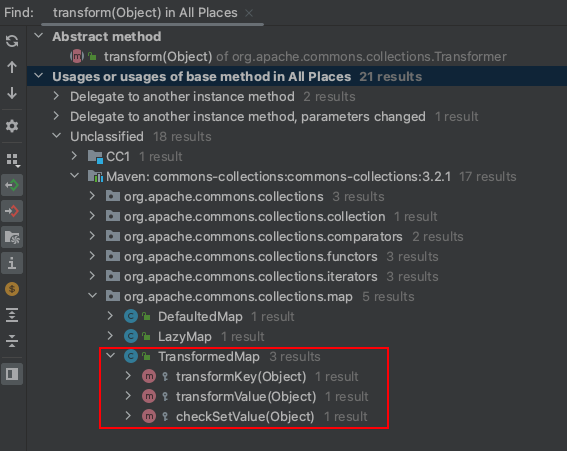 Find: transform(Object) in All Places
Abstract method
transform(Object) of org.apache.commons.collections.Transformer
Usages or usages of base method in All Places 21 results
Delegate to another instance method 2 results
Delegate to another instance method, parameters changed 1 result
Unclassified 18 results
CC1 1 result
Maven: commons-collections:commons-collections:3.2.1 17 results
org.apache.commons.collections 3 results
org.apache.commons.collections.collection 1 result
org.apache.commons.collections.comparators 2 results
org.apache.commons.collections.functors 3 results
org.apache.commons.collections.iterators 3 results
org.apache.commons.collections.map 5 results
DefaultedMap 1 result
LazyMap 1 result
TransformedMap 3 results
transformKey(Object) 1 result
transformValue(Object) 1 result
checkSetValue(Object) 1 result